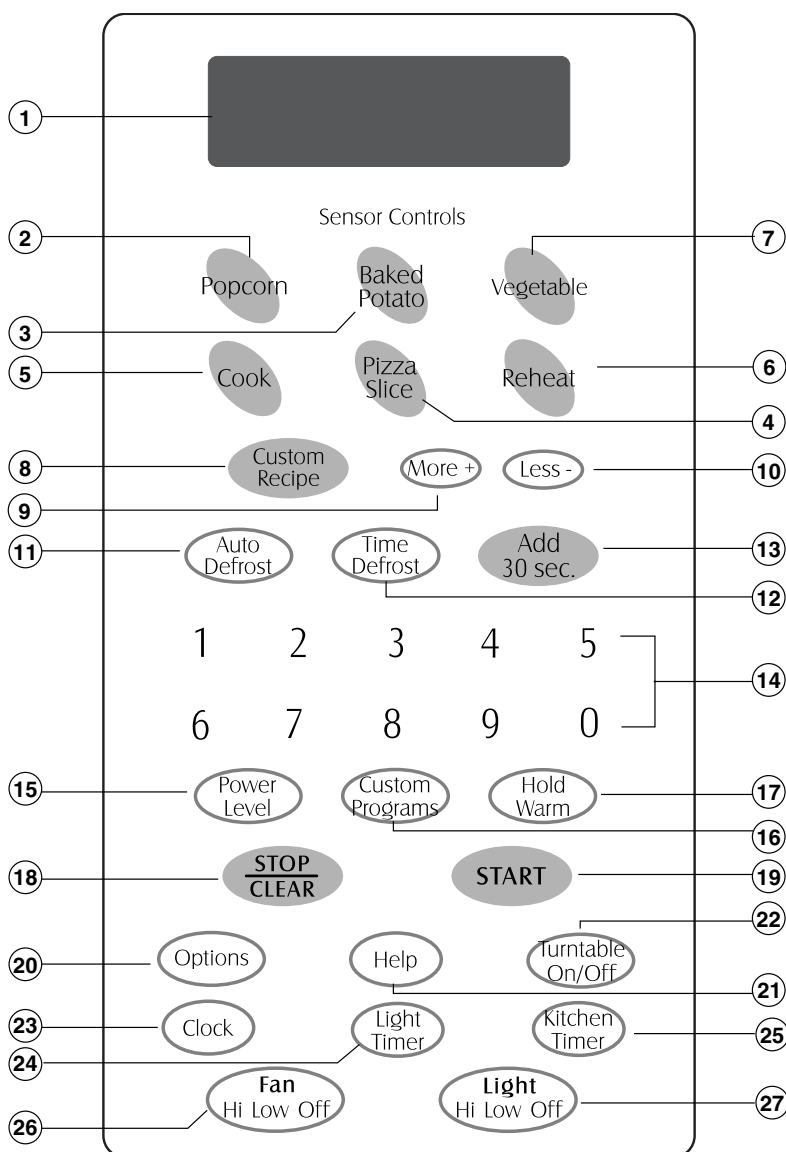 1
Sensor Controls
2
7
Popcorn
Baked
Potato
Vegetable
3
5
Cook
Pizza
Slice
Reheat
6
4
8
Custom
Recipe
More +
Less -
10
9
11
Auto
Defrost
Time
Defrost
Add
30 sec.
13
12
1 2 3 4 5
14
6 7 8 9 0
15
Power
Level
Custom
Programs
Hold
Warm
17
16
18
STOP
CLEAR
START
19
22
20
Options
Help
Turntable
On/Off
21
23
Clock
Light
Timer
Kitchen
Timer
25
24
Fan
Hi Low Off
Light
Hi Low Off
27
26